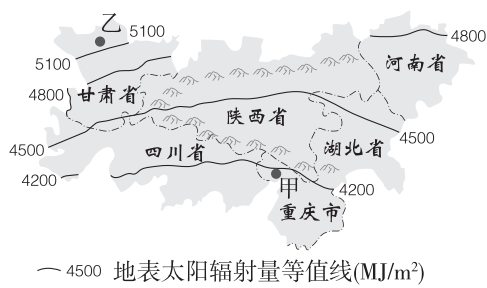 乙
5100
4800
5100
河南省
甘肃省
4800
陕西省
4500
湖北省
4500
四川省
4200
甲
4200
重庆市
4500 地表太阳辐射量等值线(MJ/m²)